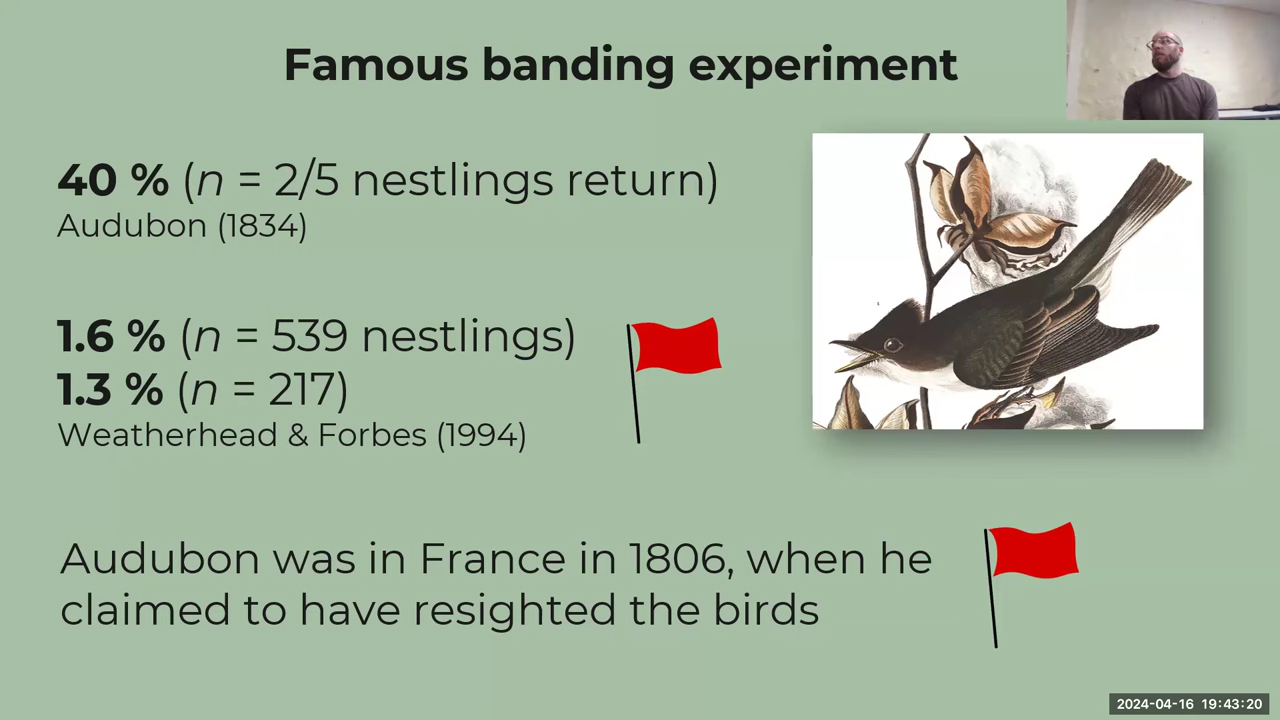 Famous banding experiment
40 % (n = 2/5 nestlings return)
Audubon (1834)
1.6 % (n = 539 nestlings)
1.3 % (n = 217)
Weatherhead & Forbes (1994)
Audubon was in France in 1806, when he
claimed to have resighted the birds
2024-04-16 19:43:20